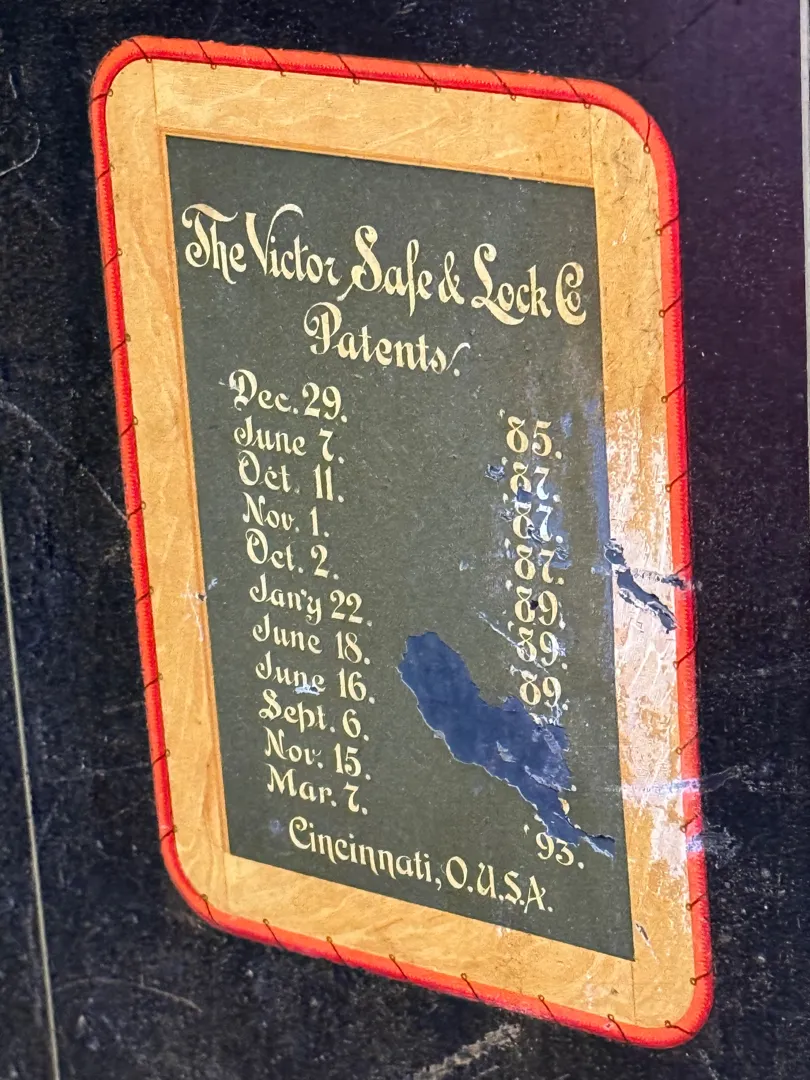 The Victor Safe & Lock Co
Patents.
Dec. 29. '85.
June 7. '87.
Oct. 11. '87.
Nov. 1. '87.
Oct. 2. '89.
Jan'y 22. '89.
June 18. '89.
June 16.
Sept. 6.
Nov. 15.
Mar. 7. '93.
Cincinnati, O.U.S.A.